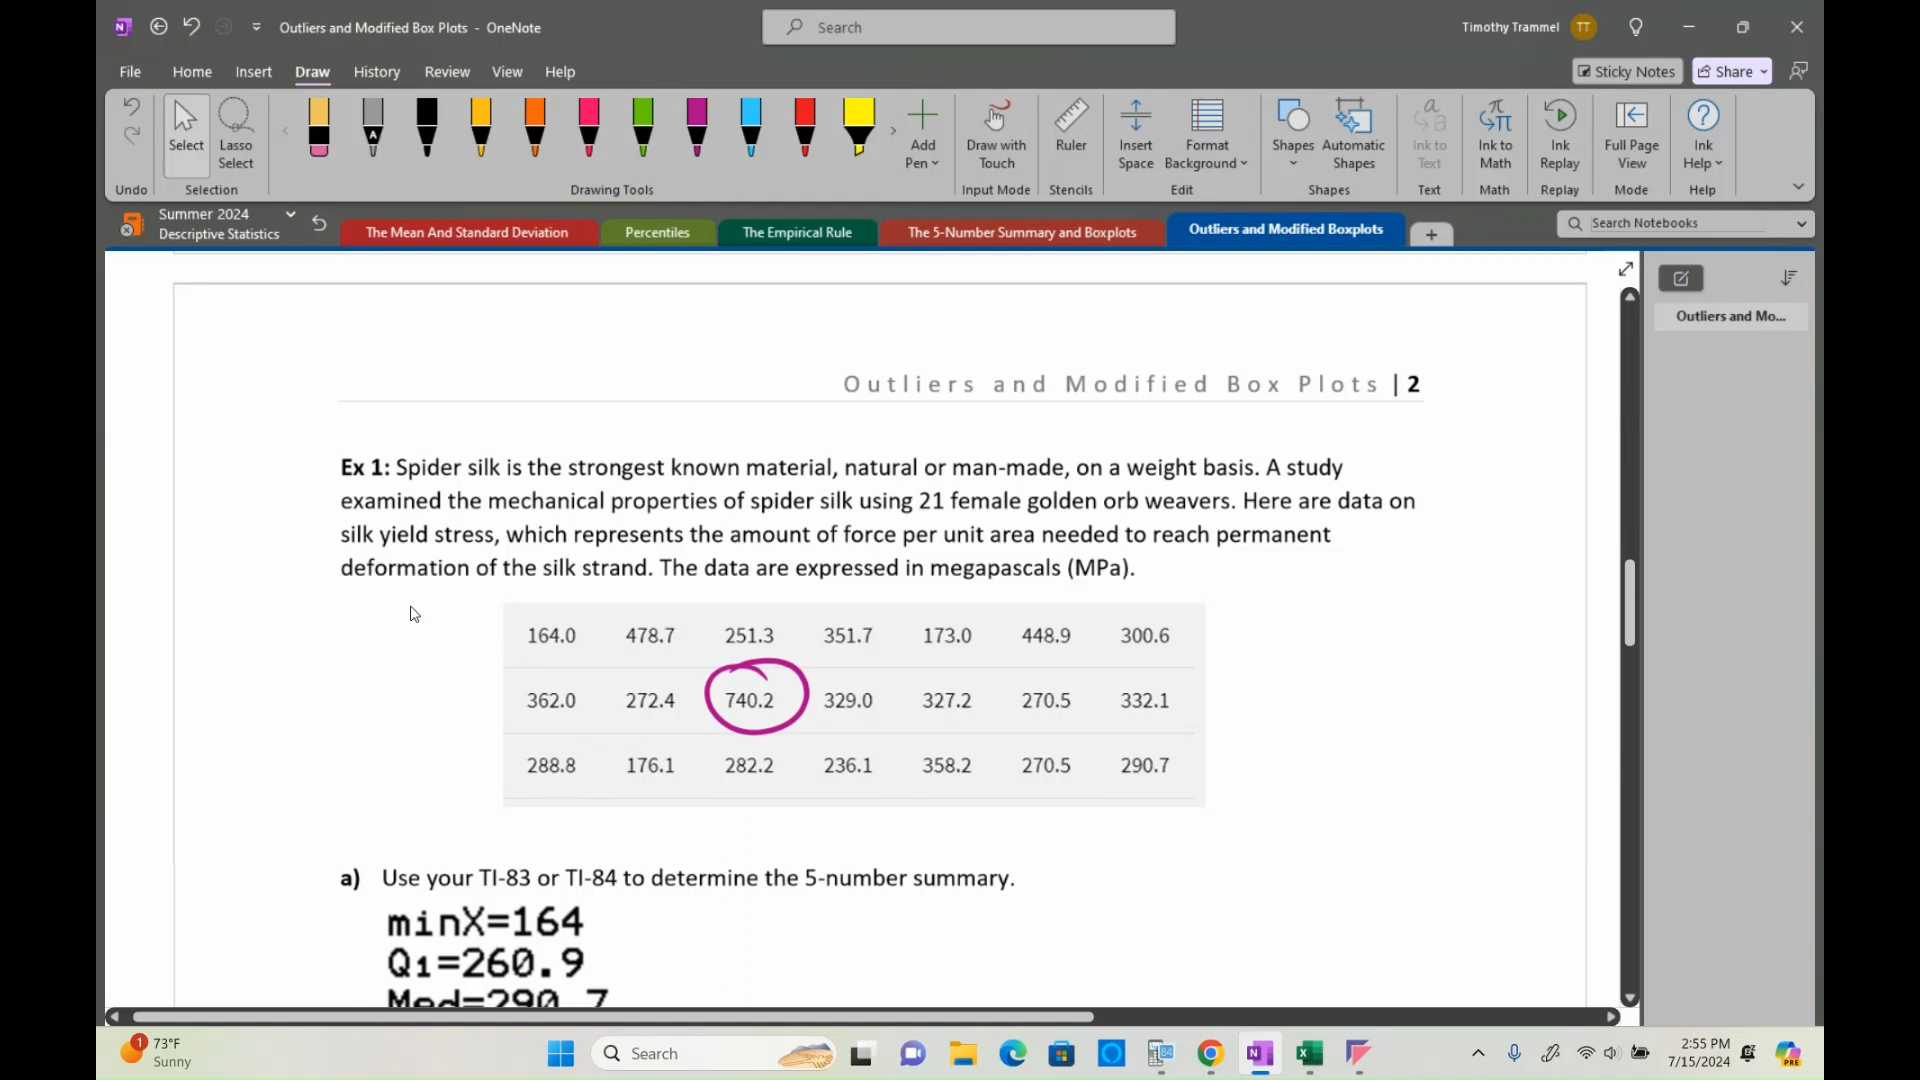 Outliers and Modified Box Plots - OneNote
Search
Timothy Trammel
TT
File Home Insert Draw History Review View Help
Sticky Notes
Share
Undo
Select
Lasso Select
Selection
A
Drawing Tools
Add Pen
Draw with Touch
Input Mode
Ruler
Stencils
Insert Space
Format Background
Edit
Shapes
Automatic Shapes
Shapes
Ink to Text
Text
Ink to Math
Math
Ink Replay
Replay
Full Page View
Mode
Ink Help
Help
Summer 2024
Descriptive Statistics
The Mean And Standard Deviation
Percentiles
The Empirical Rule
The 5-Number Summary and Boxplots
Outliers and Modified Boxplots
+
Search Notebooks
Outliers and Mo...
Outliers and Modified Box Plots | 2
Ex 1: Spider silk is the strongest known material, natural or man-made, on a weight basis. A study
examined the mechanical properties of spider silk using 21 female golden orb weavers. Here are data on
silk yield stress, which represents the amount of force per unit area needed to reach permanent
deformation of the silk strand. The data are expressed in megapascals (MPa).
164.0 478.7 251.3 351.7 173.0 448.9 300.6
362.0 272.4 740.2 329.0 327.2 270.5 332.1
288.8 176.1 282.2 236.1 358.2 270.5 290.7
a) Use your TI-83 or TI-84 to determine the 5-number summary.
minX=164
Q1=260.9
Med=290.7
1
73°F
Sunny
Search
84
2:55 PM
7/15/2024
PRE